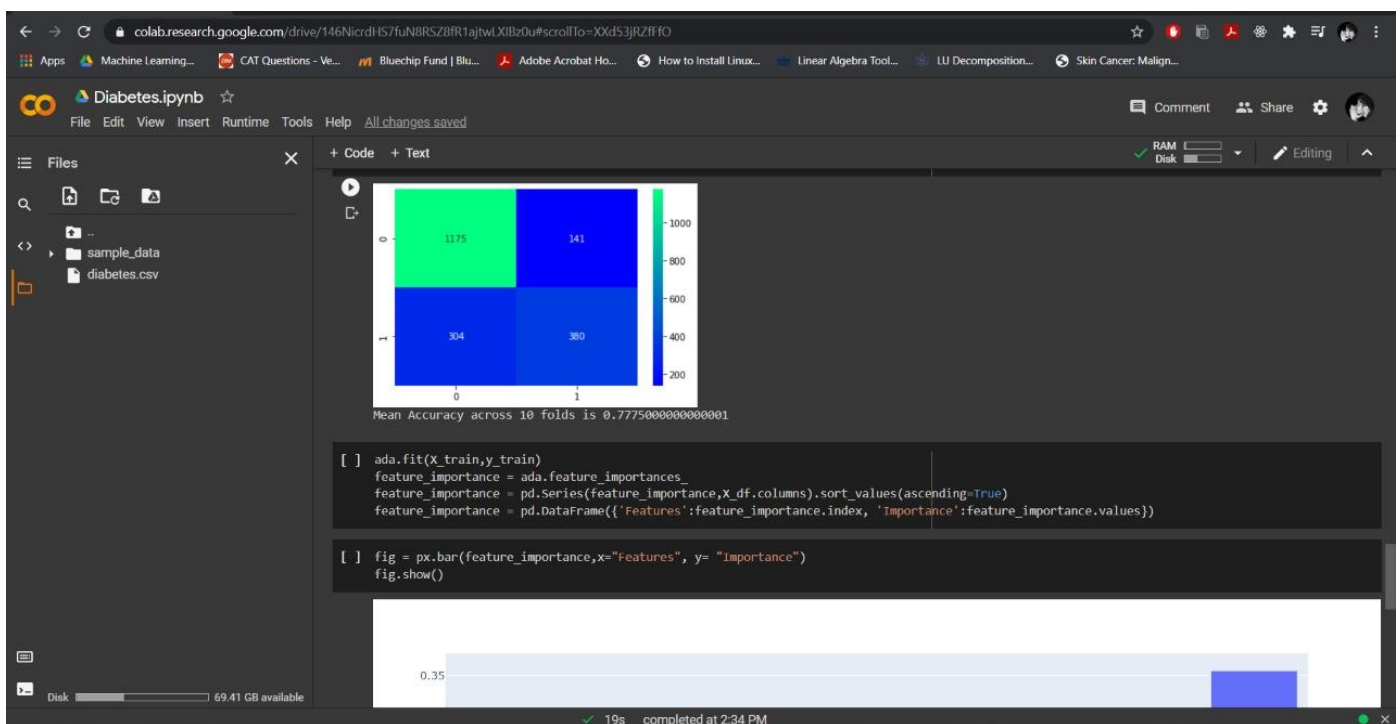 colab.research.google.com/drive/146NicrdHS7fuN8RSZ8fR1ajtwLXIBz0u#scrollTo=XXd53jRZfFfO
Apps Machine Learning... CAT Questions - Ve... Bluechip Fund | Blu... Adobe Acrobat Ho... How to Install Linux... Linear Algebra Tool... LU Decomposition... Skin Cancer: Malign...
CO Diabetes.ipynb
Comment Share
File Edit View Insert Runtime Tools Help All changes saved
Files
+ Code + Text
RAM
Disk
Editing
..
sample_data
diabetes.csv
0 1175 141
1 304 380
0 1
1000
800
600
400
200
Mean Accuracy across 10 folds is 0.7775000000000001
[ ] ada.fit(X_train,y_train)
feature_importance = ada.feature_importances_
feature_importance = pd.Series(feature_importance,X_df.columns).sort_values(ascending=True)
feature_importance = pd.DataFrame({'Features':feature_importance.index, 'Importance':feature_importance.values})
[ ] fig = px.bar(feature_importance,x="Features", y= "Importance")
fig.show()
0.35
Disk 69.41 GB available
19s completed at 2:34 PM